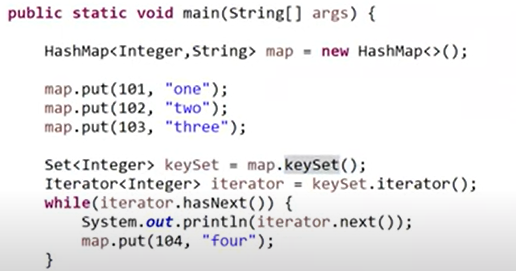 public static void main(String[] args) {
HashMap<Integer,String> map = new HashMap<>();
map.put(101, "one");
map.put(102, "two");
map.put(103, "three");
Set<Integer> keySet = map.keySet();
Iterator<Integer> iterator = keySet.iterator();
while(iterator.hasNext()) {
System.out.println(iterator.next());
map.put(104, "four");
}